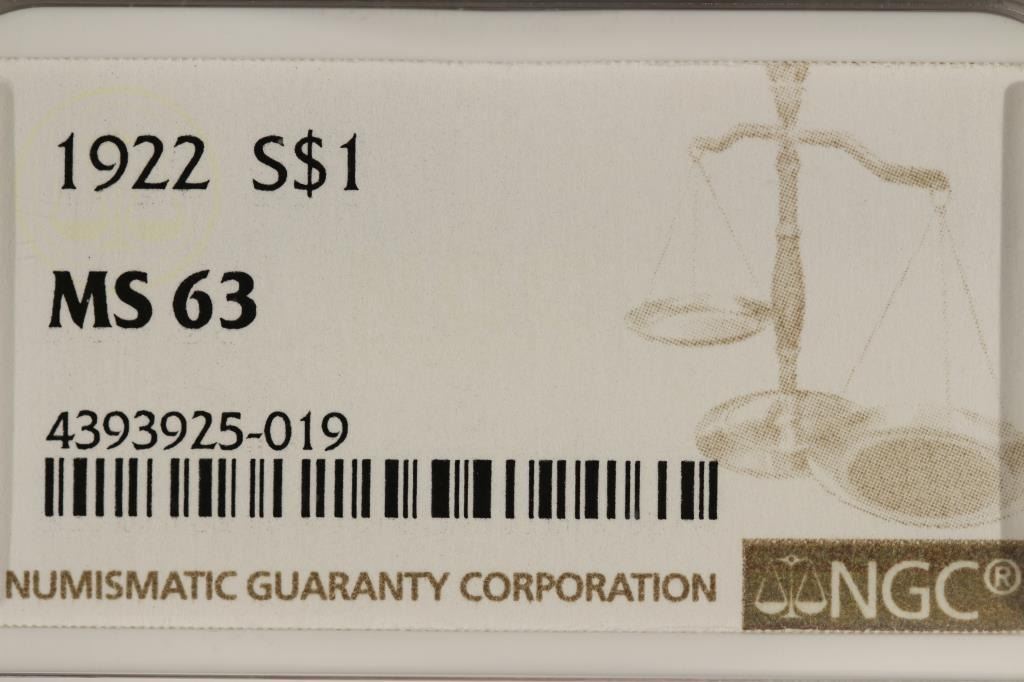 1922 S$1
MS 63
4393925-019
NUMISMATIC GUARANTY CORPORATION
NGC®